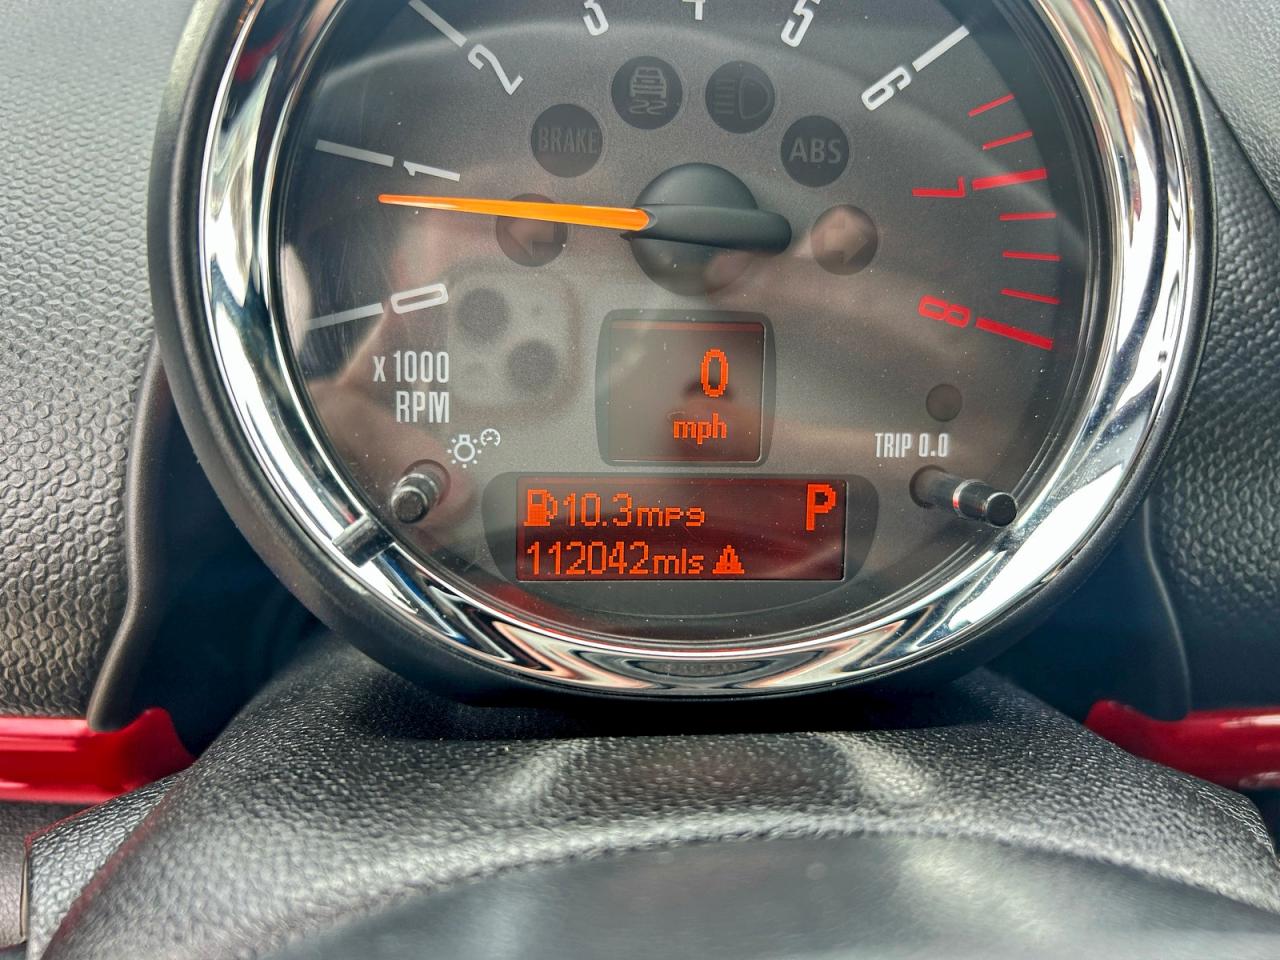 3 4 5
2 6
BRAKE ABS
1 7
0 8
x 1000
RPM
0
mph
TRIP 0.0
10.3mpg P
112042mls